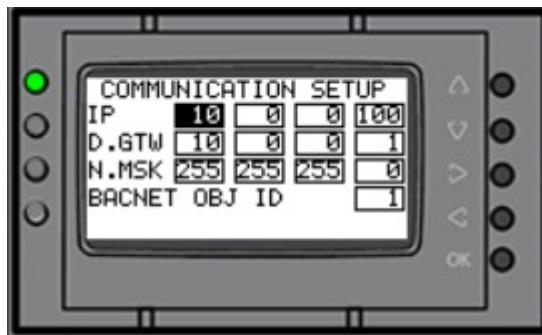 COMMUNICATION SETUP
IP 10 0 0 100
D.GTW 10 0 0 1
N.MSK 255 255 255 0
BACNET OBJ ID 1
OK